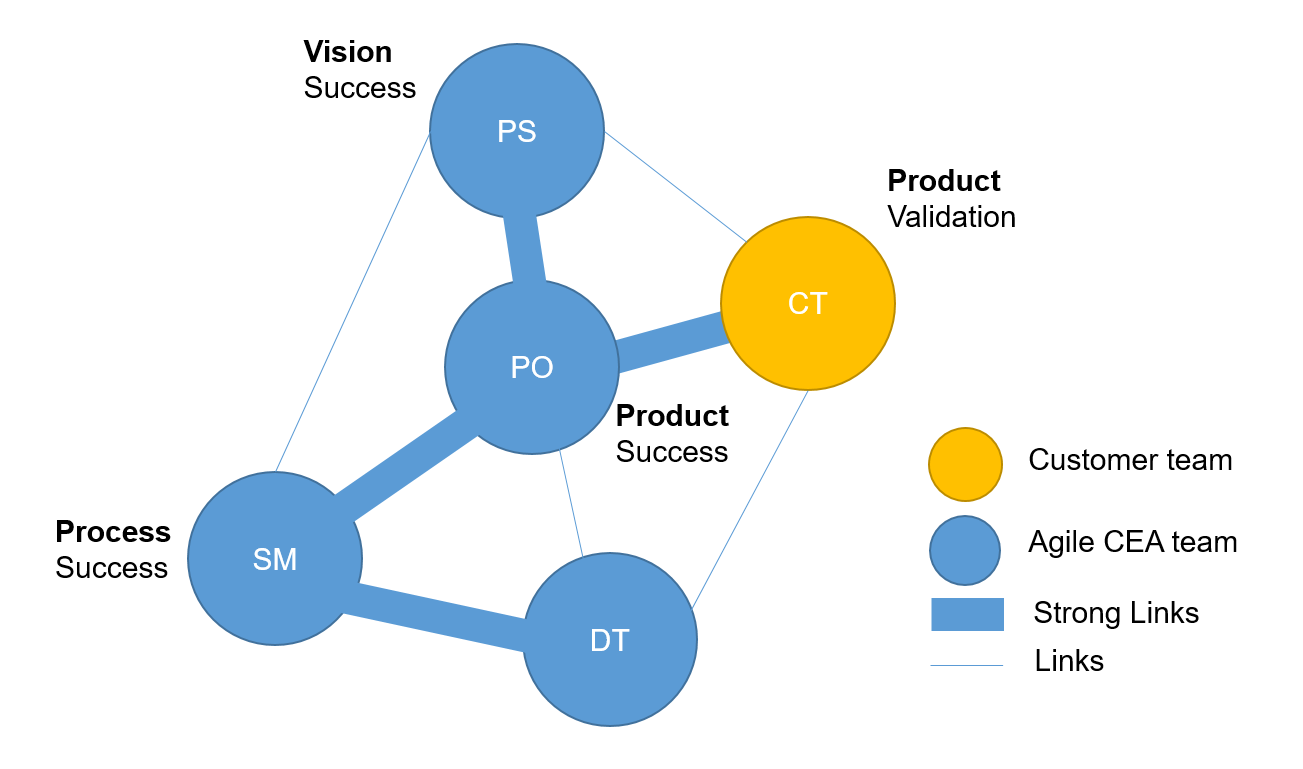 Vision
Success
PS
Product
Validation
CT
PO
Product
Success
Customer team
Process
Success
SM
Agile CEA team
DT
Strong Links
Links